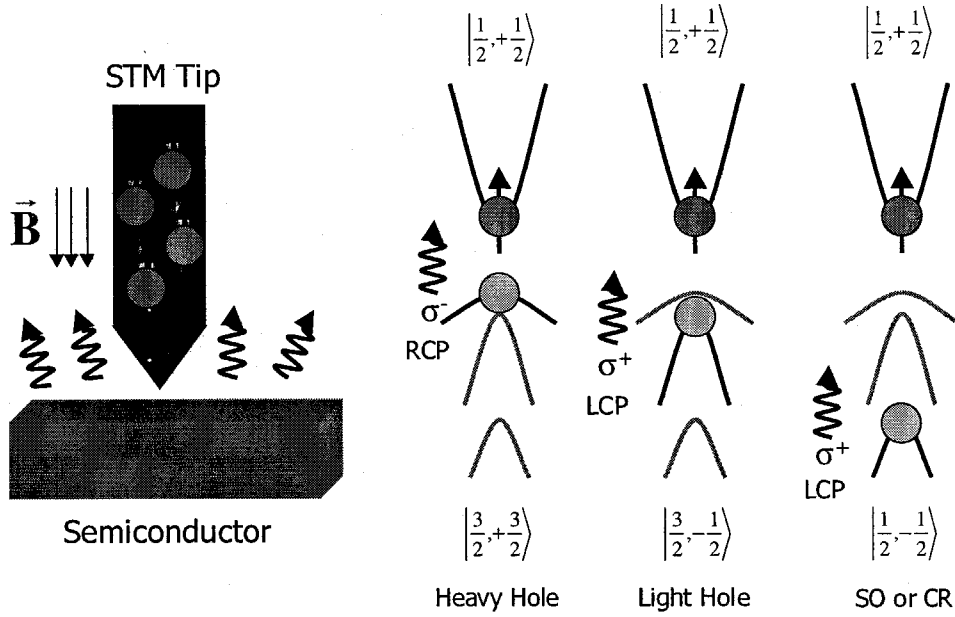 STM Tip
B⃗
Semiconductor
|1/2,+1/2⟩ |1/2,+1/2⟩ |1/2,+1/2⟩
σ⁻
RCP
σ⁺
LCP
σ⁺
LCP
|3/2,+3/2⟩ |3/2,-1/2⟩ |1/2,-1/2⟩
Heavy Hole Light Hole SO or CR